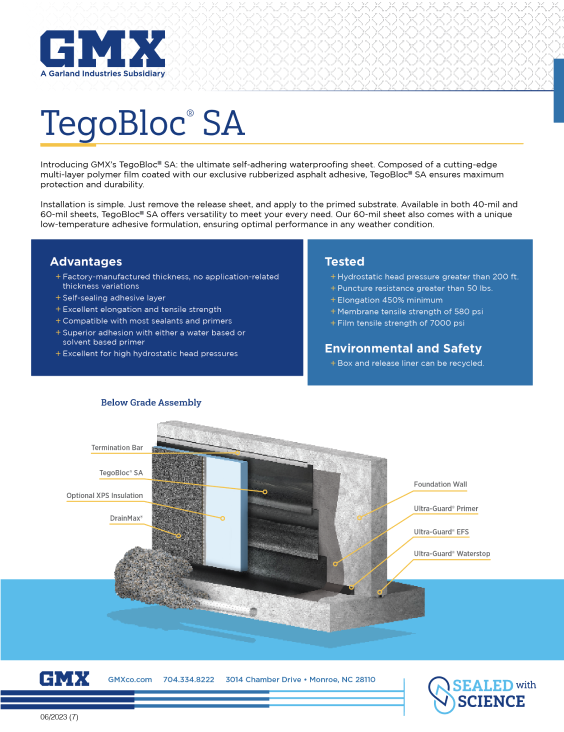 GMX
A Garland Industries Subsidiary
TegoBloc® SA
Introducing GMX's TegoBloc® SA: the ultimate self-adhering waterproofing sheet. Composed of a cutting-edge
multi-layer polymer film coated with our exclusive rubberized asphalt adhesive, TegoBloc® SA ensures maximum
protection and durability.
Installation is simple. Just remove the release sheet, and apply to the primed substrate. Available in both 40-mil and
60-mil sheets, TegoBloc® SA offers versatility to meet your every need. Our 60-mil sheet also comes with a unique
low-temperature adhesive formulation, ensuring optimal performance in any weather condition.
Advantages
+ Factory-manufactured thickness, no application-related
thickness variations
+ Self-sealing adhesive layer
+ Excellent elongation and tensile strength
+ Compatible with most sealants and primers
+ Superior adhesion with either a water based or
solvent based primer
+ Excellent for high hydrostatic head pressures
Tested
+ Hydrostatic head pressure greater than 200 ft.
+ Puncture resistance greater than 50 lbs.
+ Elongation 450% minimum
+ Membrane tensile strength of 580 psi
+ Film tensile strength of 7000 psi
Environmental and Safety
+ Box and release liner can be recycled.
Below Grade Assembly
Termination Bar
TegoBloc® SA
Optional XPS Insulation
DrainMax®
Foundation Wall
Ultra-Guard® Primer
Ultra-Guard® EFS
Ultra-Guard® Waterstop
GMX
GMXco.com 704.334.8222 3014 Chamber Drive • Monroe, NC 28110
SEALED with
SCIENCE
06/2023 (7)